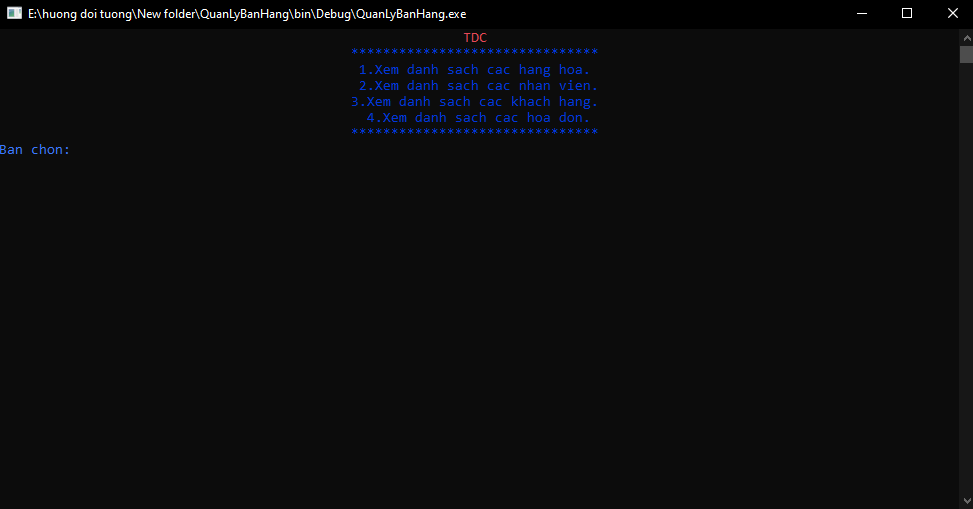 E:\huong doi tuong\New folder\QuanLyBanHang\bin\Debug\QuanLyBanHang.exe
TDC
*******************************
1.Xem danh sach cac hang hoa.
2.Xem danh sach cac nhan vien.
3.Xem danh sach cac khach hang.
4.Xem danh sach cac hoa don.
*******************************
Ban chon: